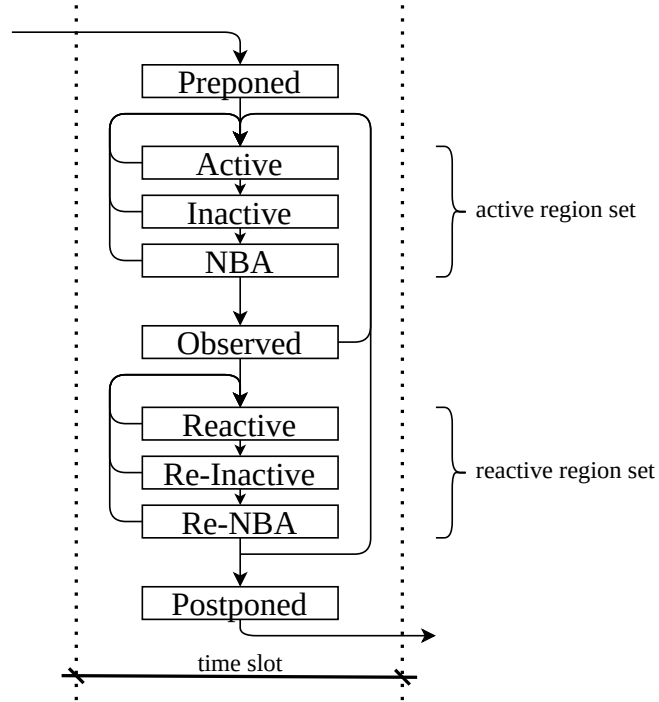 Preponed
Active
Inactive
active region set
NBA
Observed
Reactive
Re-Inactive
reactive region set
Re-NBA
Postponed
time slot